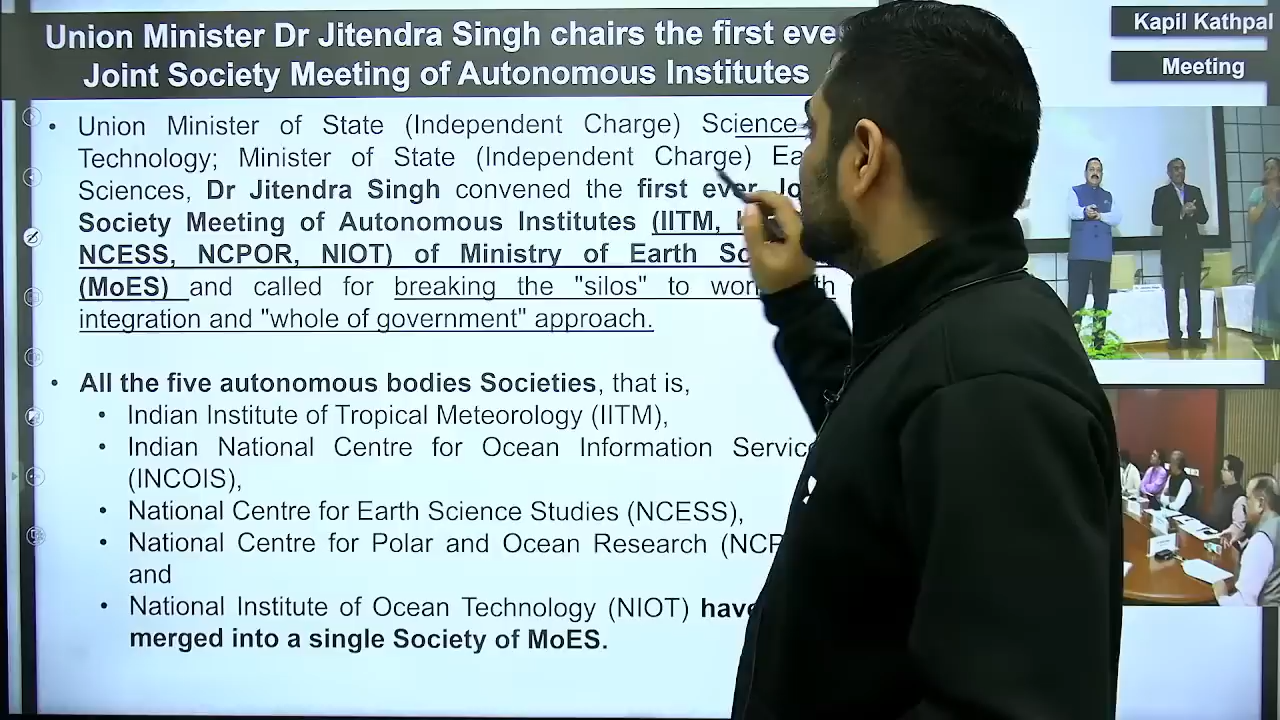 Union Minister Dr Jitendra Singh chairs the first eve
Joint Society Meeting of Autonomous Institutes
Kapil Kathpal
Meeting
• Union Minister of State (Independent Charge) Science
Technology; Minister of State (Independent Charge)
Sciences, Dr Jitendra Singh convened the first ever
Society Meeting of Autonomous Institutes (IITM,
NCESS, NCPOR, NIOT) of Ministry of Earth
(MoES) and called for breaking the "silos" to
integration and "whole of government" approach.
• All the five autonomous bodies Societies, that is,
• Indian Institute of Tropical Meteorology (IITM),
• Indian National Centre for Ocean Information Servic
(INCOIS),
• National Centre for Earth Science Studies (NCESS),
• National Centre for Polar and Ocean Research (NCP
and
• National Institute of Ocean Technology (NIOT) have
merged into a single Society of MoES.